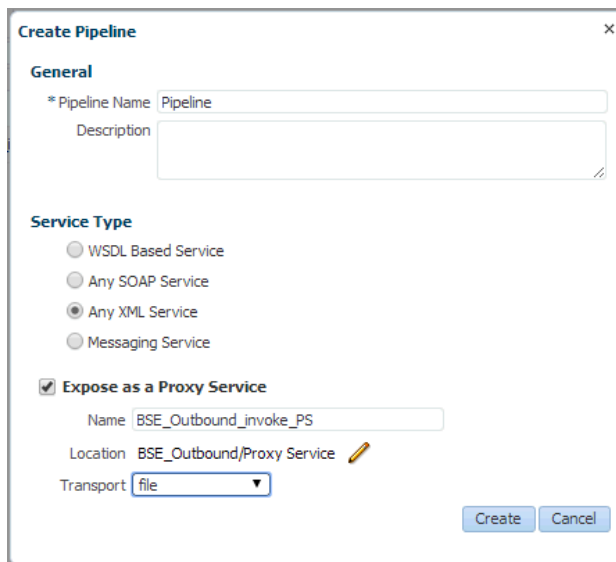 Create Pipeline ×
General
* Pipeline Name Pipeline
Description
Service Type
WSDL Based Service
Any SOAP Service
Any XML Service
Messaging Service
Expose as a Proxy Service
Name BSE_Outbound_invoke_PS
Location BSE_Outbound/Proxy Service
Transport file
Create Cancel